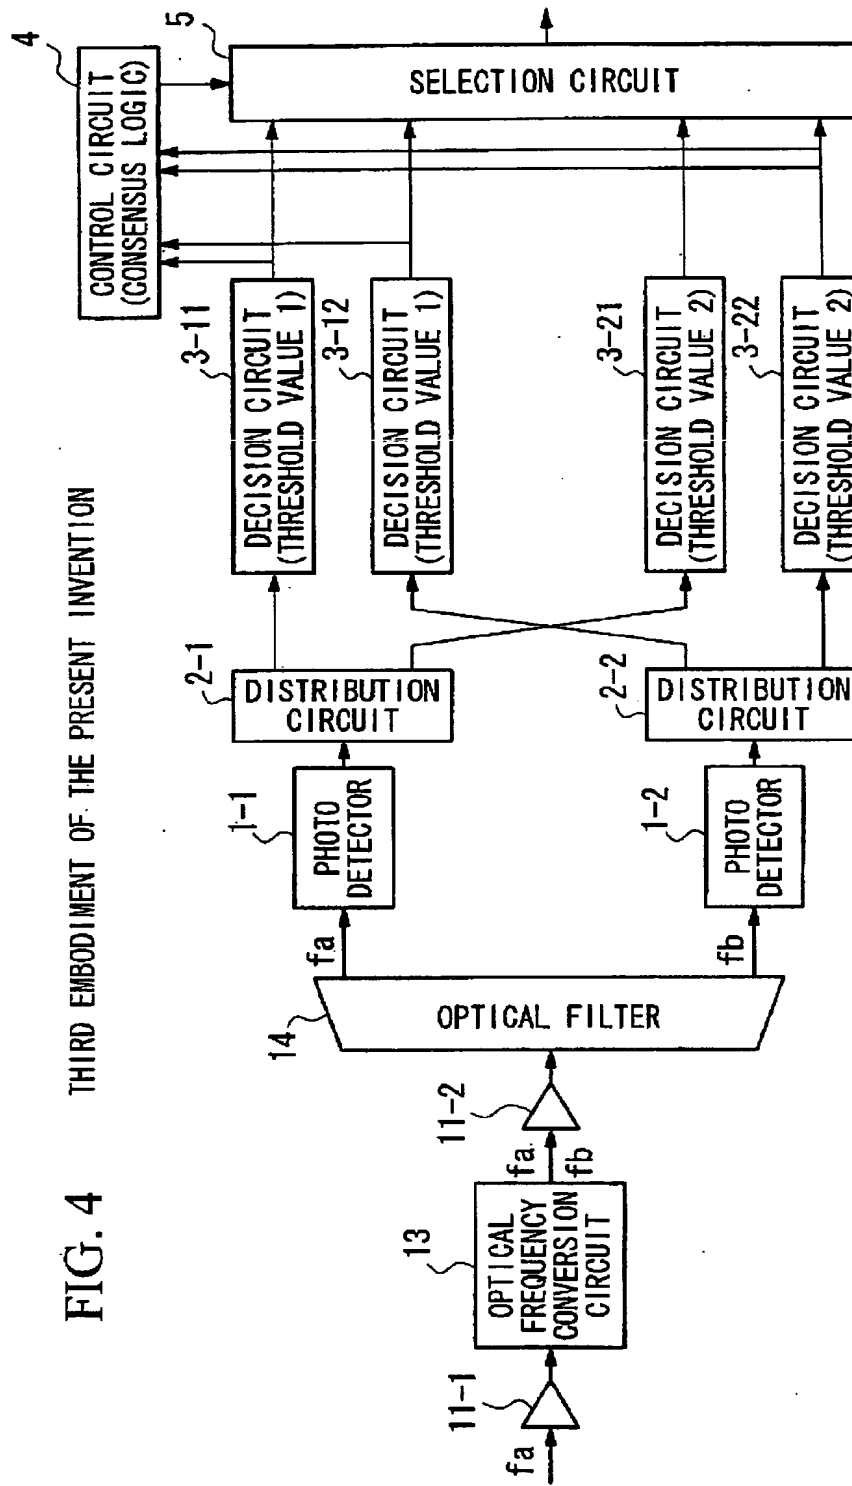 FIG. 4
THIRD EMBODIMENT OF THE PRESENT INVENTION
fa
11-1
13
OPTICAL
FREQUENCY
CONVERSION
CIRCUIT
fa
fb
11-2
14
OPTICAL FILTER
fa
fb
1-1
PHOTO
DETECTOR
1-2
PHOTO
DETECTOR
2-1
DISTRIBUTION
CIRCUIT
2-2
DISTRIBUTION
CIRCUIT
3-11
DECISION CIRCUIT
(THRESHOLD VALUE 1)
3-12
DECISION CIRCUIT
(THRESHOLD VALUE 1)
3-21
DECISION CIRCUIT
(THRESHOLD VALUE 2)
3-22
DECISION CIRCUIT
(THRESHOLD VALUE 2)
4
CONTROL CIRCUIT
(CONSENSUS LOGIC)
5
SELECTION CIRCUIT